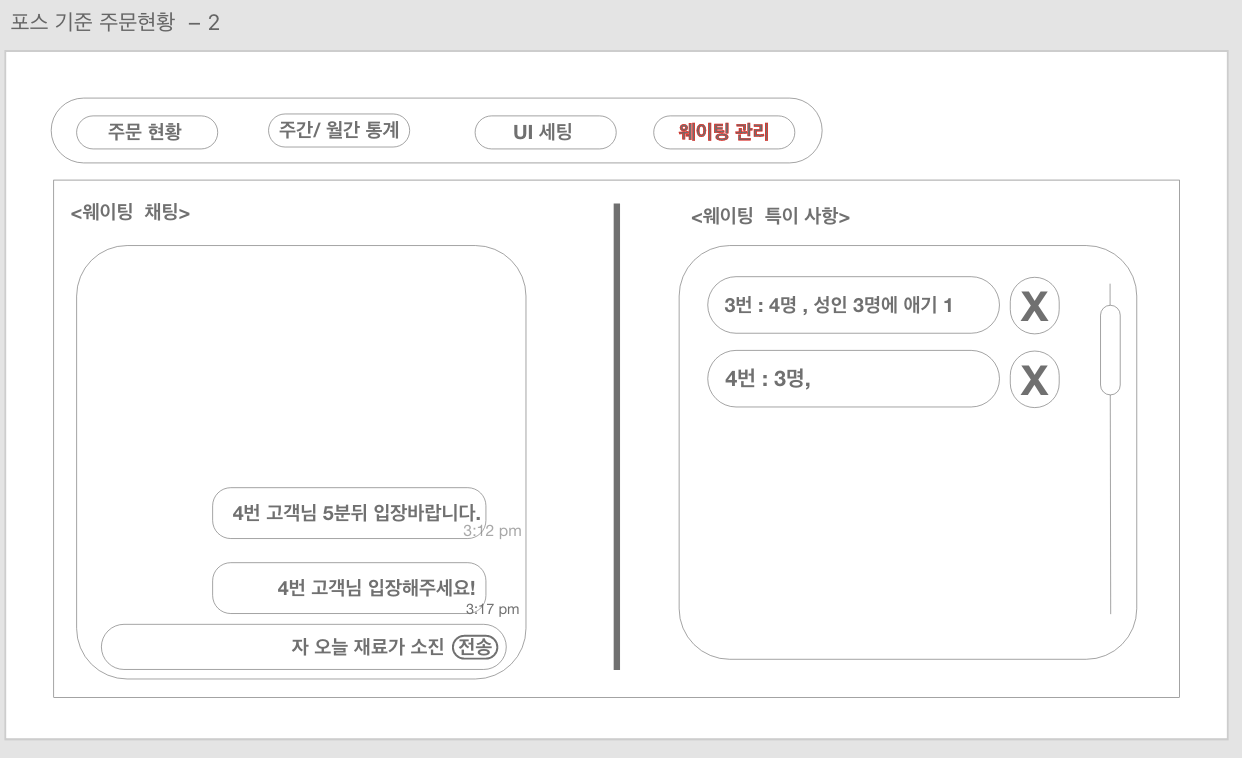 포스 기준 주문현황 – 2
주문 현황
주간/ 월간 통계
UI 세팅
웨이팅 관리
<웨이팅 채팅>
4번 고객님 5분뒤 입장바랍니다.
3:12 pm
4번 고객님 입장해주세요!
3:17 pm
자 오늘 재료가 소진
전송
<웨이팅 특이 사항>
3번 : 4명 , 성인 3명에 애기 1
X
4번 : 3명,
X